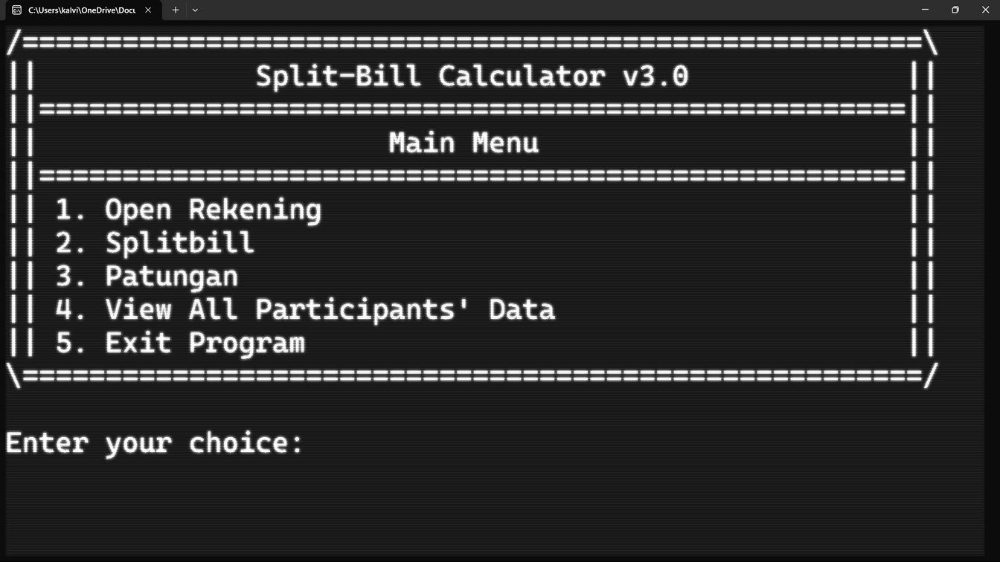 C:\Users\kalvi\OneDrive\Docu
/======================================================\
|| Split-Bill Calculator v3.0 ||
||====================================================||
|| Main Menu ||
||====================================================||
|| 1. Open Rekening ||
|| 2. Splitbill ||
|| 3. Patungan ||
|| 4. View All Participants' Data ||
|| 5. Exit Program ||
\======================================================/
Enter your choice: